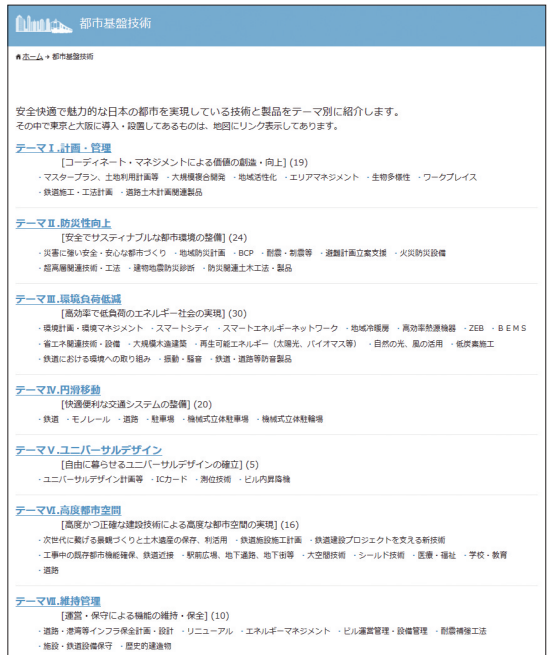 都市基盤技術
ホーム → 都市基盤技術
安全快適で魅力的な日本の都市を実現している技術と製品をテーマ別に紹介します。
その中で東京と大阪に導入・設置してあるものは、地図にリンク表示してあります。
テーマⅠ.計画・管理
[コーディネート・マネジメントによる価値の創造・向上] (19)
・マスタープラン、土地利用計画等 ・大規模複合開発 ・地域活性化 ・エリアマネジメント ・生物多様性 ・ワークプレイス
・鉄道施工・工法計画 ・道路土木計画関連製品
テーマⅡ.防災性向上
[安全でサスティナブルな都市環境の整備] (24)
・災害に強い安全・安心な都市づくり ・地域防災計画 ・BCP ・耐震・制震等 ・避難計画立案支援 ・火災防災設備
・超高層関連技術・工法 ・建物地震防災診断 ・防災関連土木工法・製品
テーマⅢ.環境負荷低減
[高効率で低負荷のエネルギー社会の実現] (30)
・環境計画・環境マネジメント ・スマートシティ ・スマートエネルギーネットワーク ・地域冷暖房 ・高効率熱源機器 ・ZEB ・ＢＥＭＳ
・省エネ関連技術・設備 ・大規模木造建築 ・再生可能エネルギー（太陽光、バイオマス等） ・自然の光、風の活用 ・低炭素施工
・鉄道における環境への取り組み ・振動・騒音 ・鉄道・道路等防音製品
テーマⅣ.円滑移動
[快適便利な交通システムの整備] (20)
・鉄道 ・モノレール ・道路 ・駐車場 ・機械式立体駐車場 ・機械式立体駐輪場
テーマⅤ.ユニバーサルデザイン
[自由に暮らせるユニバーサルデザインの確立] (5)
・ユニバーサルデザイン計画等 ・ICカード ・測位技術 ・ビル内昇降機
テーマⅥ.高度都市空間
[高度かつ正確な建設技術による高度な都市空間の実現] (16)
・次世代に繋げる景観づくりと土木遺産の保存、利活用 ・鉄道施設施工計画 ・鉄道建設プロジェクトを支える新技術
・工事中の既存都市機能確保、鉄道近接 ・駅前広場、地下通路、地下街等 ・大空間技術 ・シールド技術 ・医療・福祉 ・学校・教育
・道路
テーマⅦ.維持管理
[運営・保守による機能の維持・保全] (10)
・道路・港湾等インフラ保全計画・設計 ・リニューアル ・エネルギーマネジメント ・ビル運営管理・設備管理 ・耐震補強工法
・施設・鉄道設備保守 ・歴史的建造物